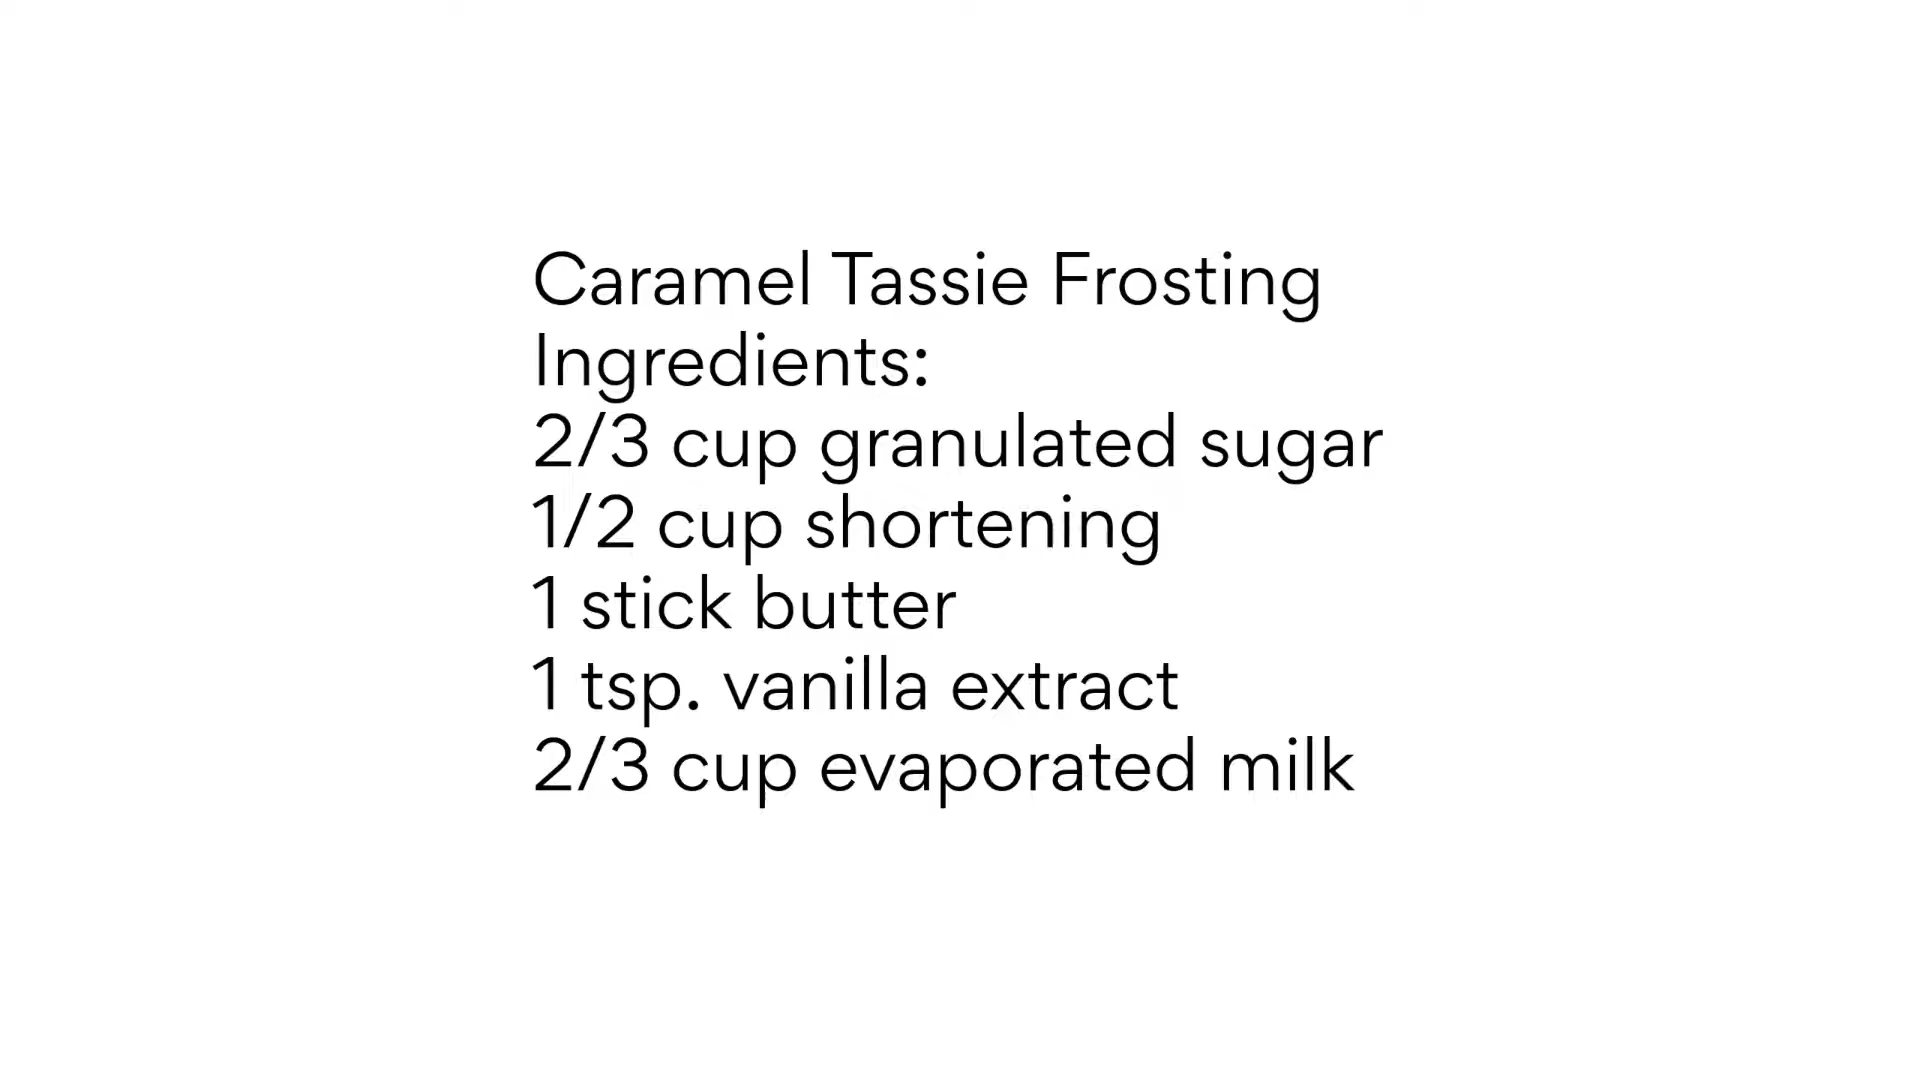 Caramel Tassie Frosting
Ingredients:
2/3 cup granulated sugar
1/2 cup shortening
1 stick butter
1 tsp. vanilla extract
2/3 cup evaporated milk